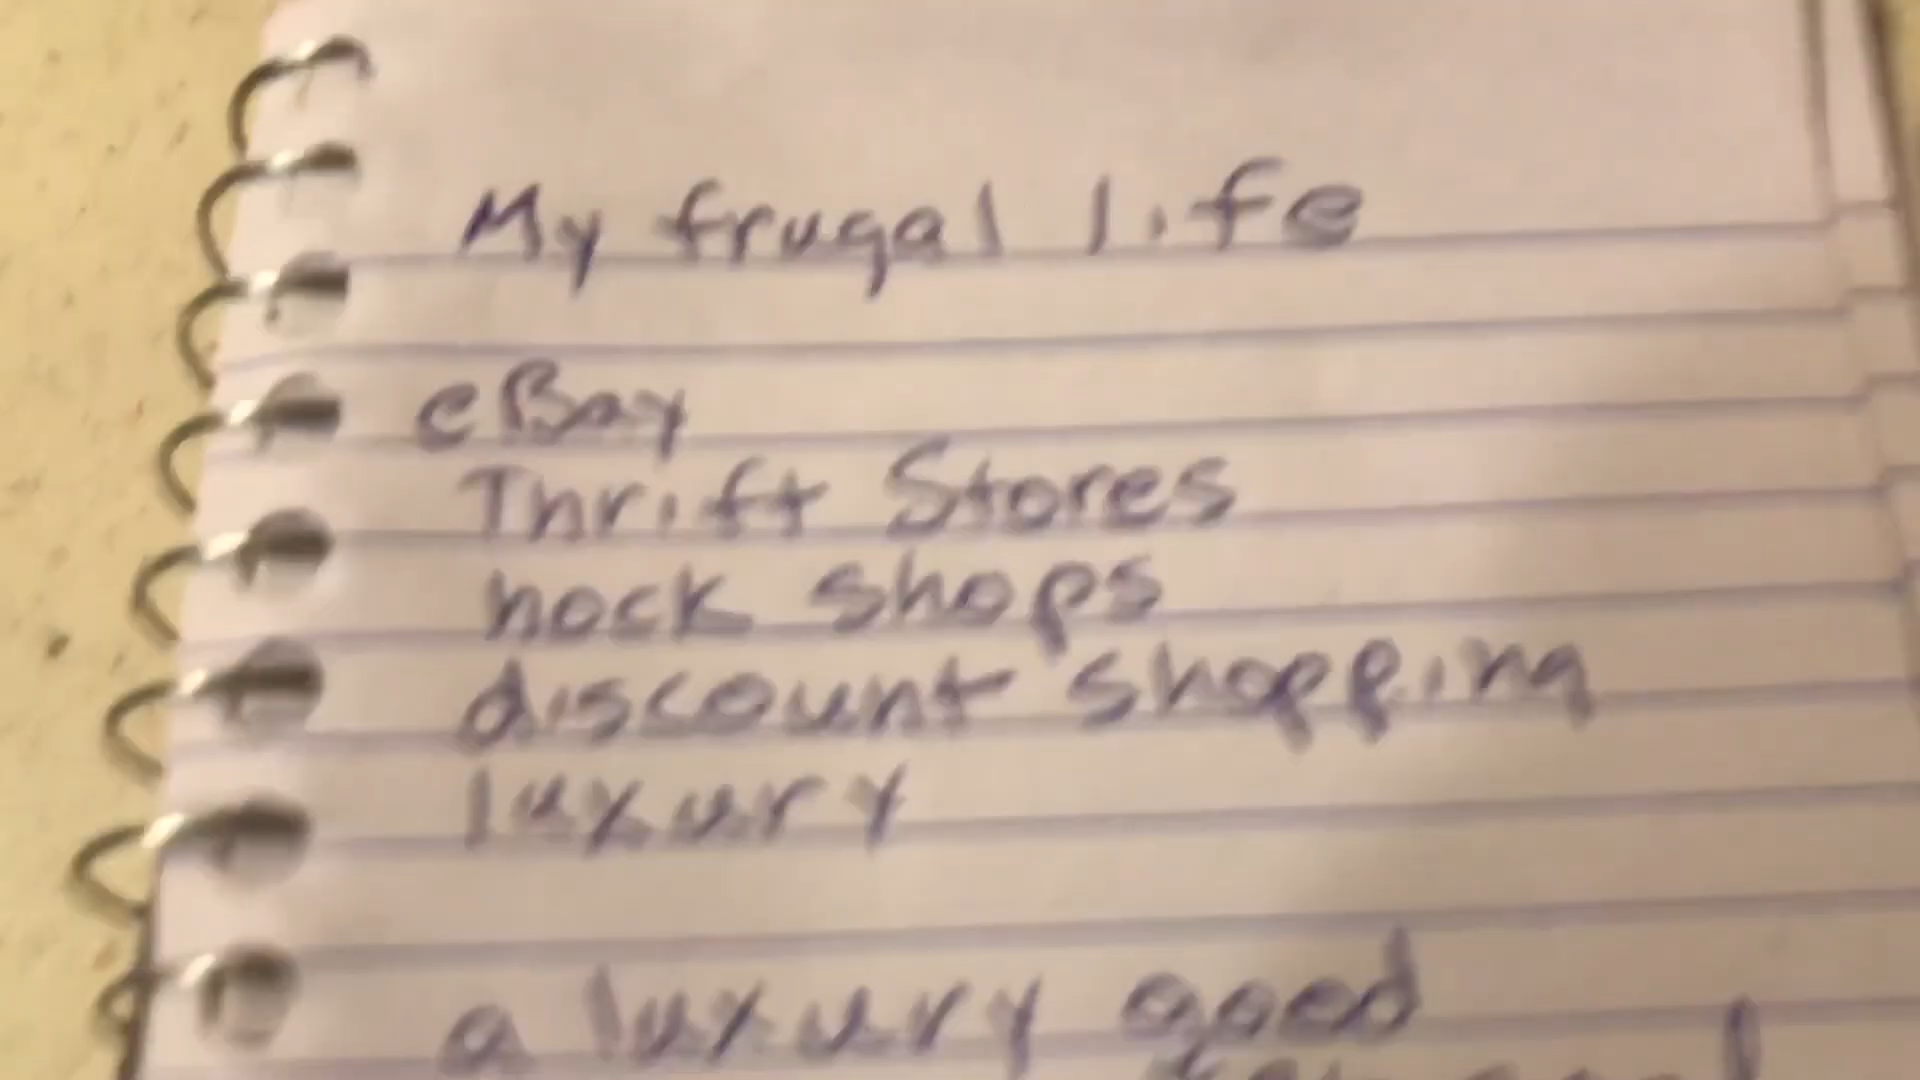 My frugal life
eBay
Thrift Stores
hock shops
discount shopping
luxury
a luxury good